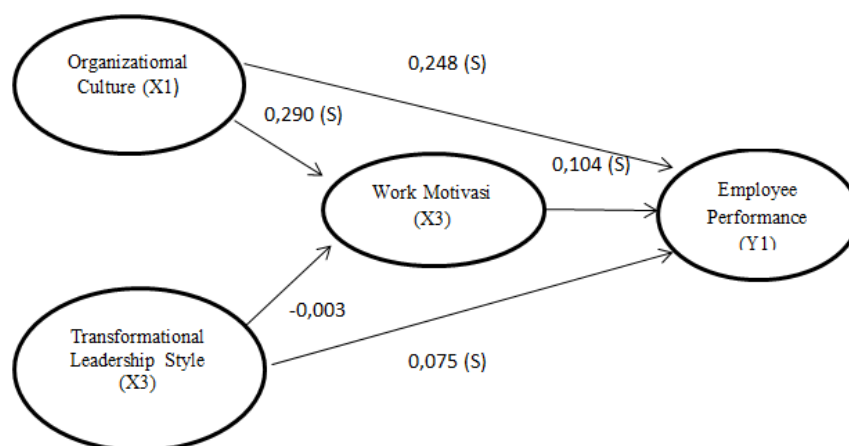 Organizatiomal
Culture (X1)
0,248 (S)
0,290 (S)
0,104 (S)
Work Motivasi
(X3)
Employee
Performance
(Y1)
-0,003
Transformational
Leadership Style
(X3)
0,075 (S)